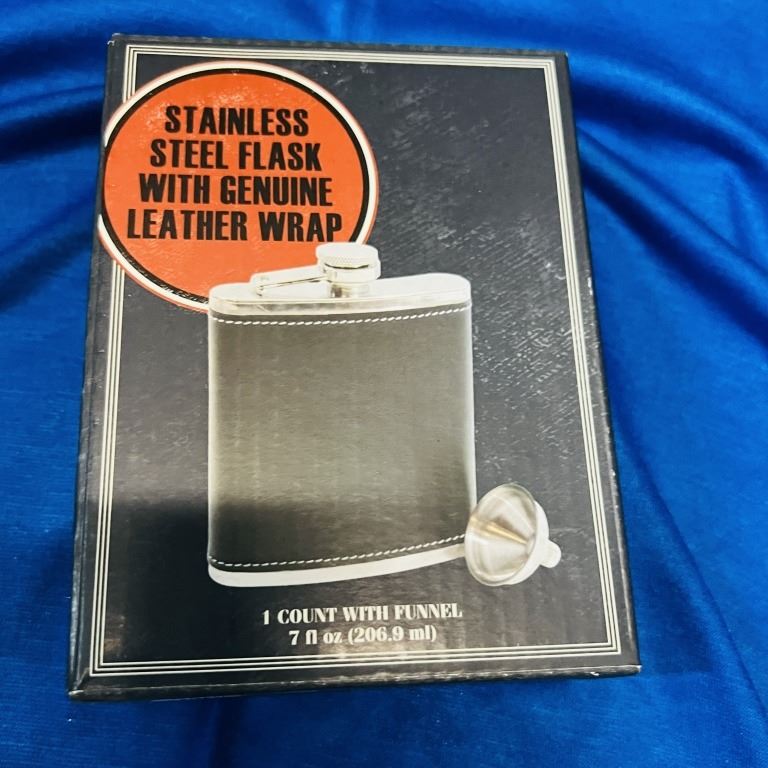 STAINLESS
STEEL FLASK
WITH GENUINE
LEATHER WRAP
1 COUNT WITH FUNNEL
7 fl oz (206.9 ml)